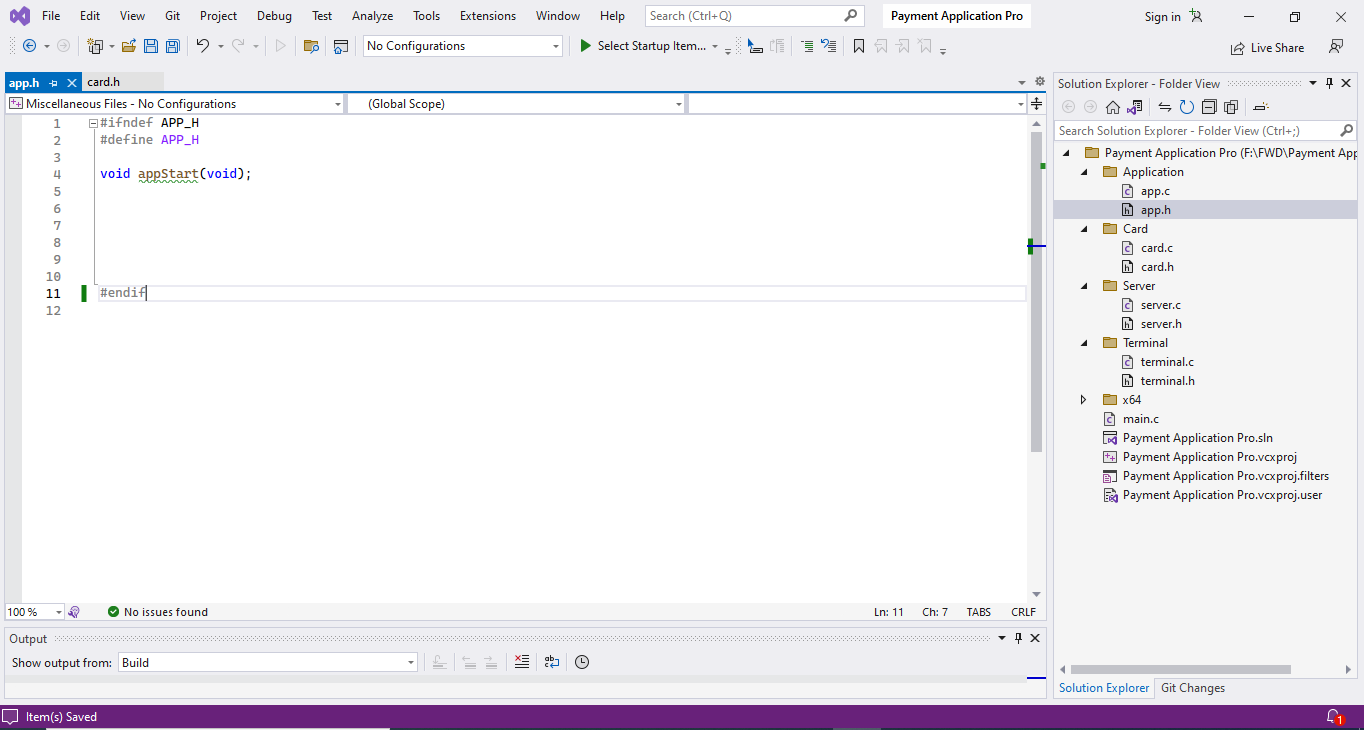 File Edit View Git Project Debug Test Analyze Tools Extensions Window Help Search (Ctrl+Q) Payment Application Pro Sign in
No Configurations Select Startup Item... Live Share
app.h card.h
Miscellaneous Files - No Configurations (Global Scope)
1 #ifndef APP_H
2 #define APP_H
3
4 void appStart(void);
5
6
7
8
9
10
11 #endif
12
100 % No issues found Ln: 11 Ch: 7 TABS CRLF
Output
Show output from: Build
Solution Explorer - Folder View
Search Solution Explorer - Folder View (Ctrl+;)
Payment Application Pro (F:\FWD\Payment App
Application
app.c
app.h
Card
card.c
card.h
Server
server.c
server.h
Terminal
terminal.c
terminal.h
x64
main.c
Payment Application Pro.sln
Payment Application Pro.vcxproj
Payment Application Pro.vcxproj.filters
Payment Application Pro.vcxproj.user
Solution Explorer Git Changes
Item(s) Saved 1